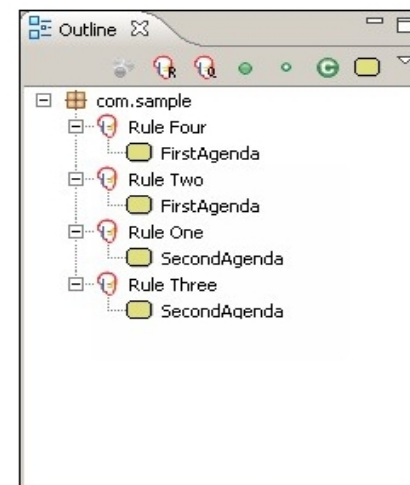 Outline
R Q C
com.sample
Rule Four
FirstAgenda
Rule Two
FirstAgenda
Rule One
SecondAgenda
Rule Three
SecondAgenda